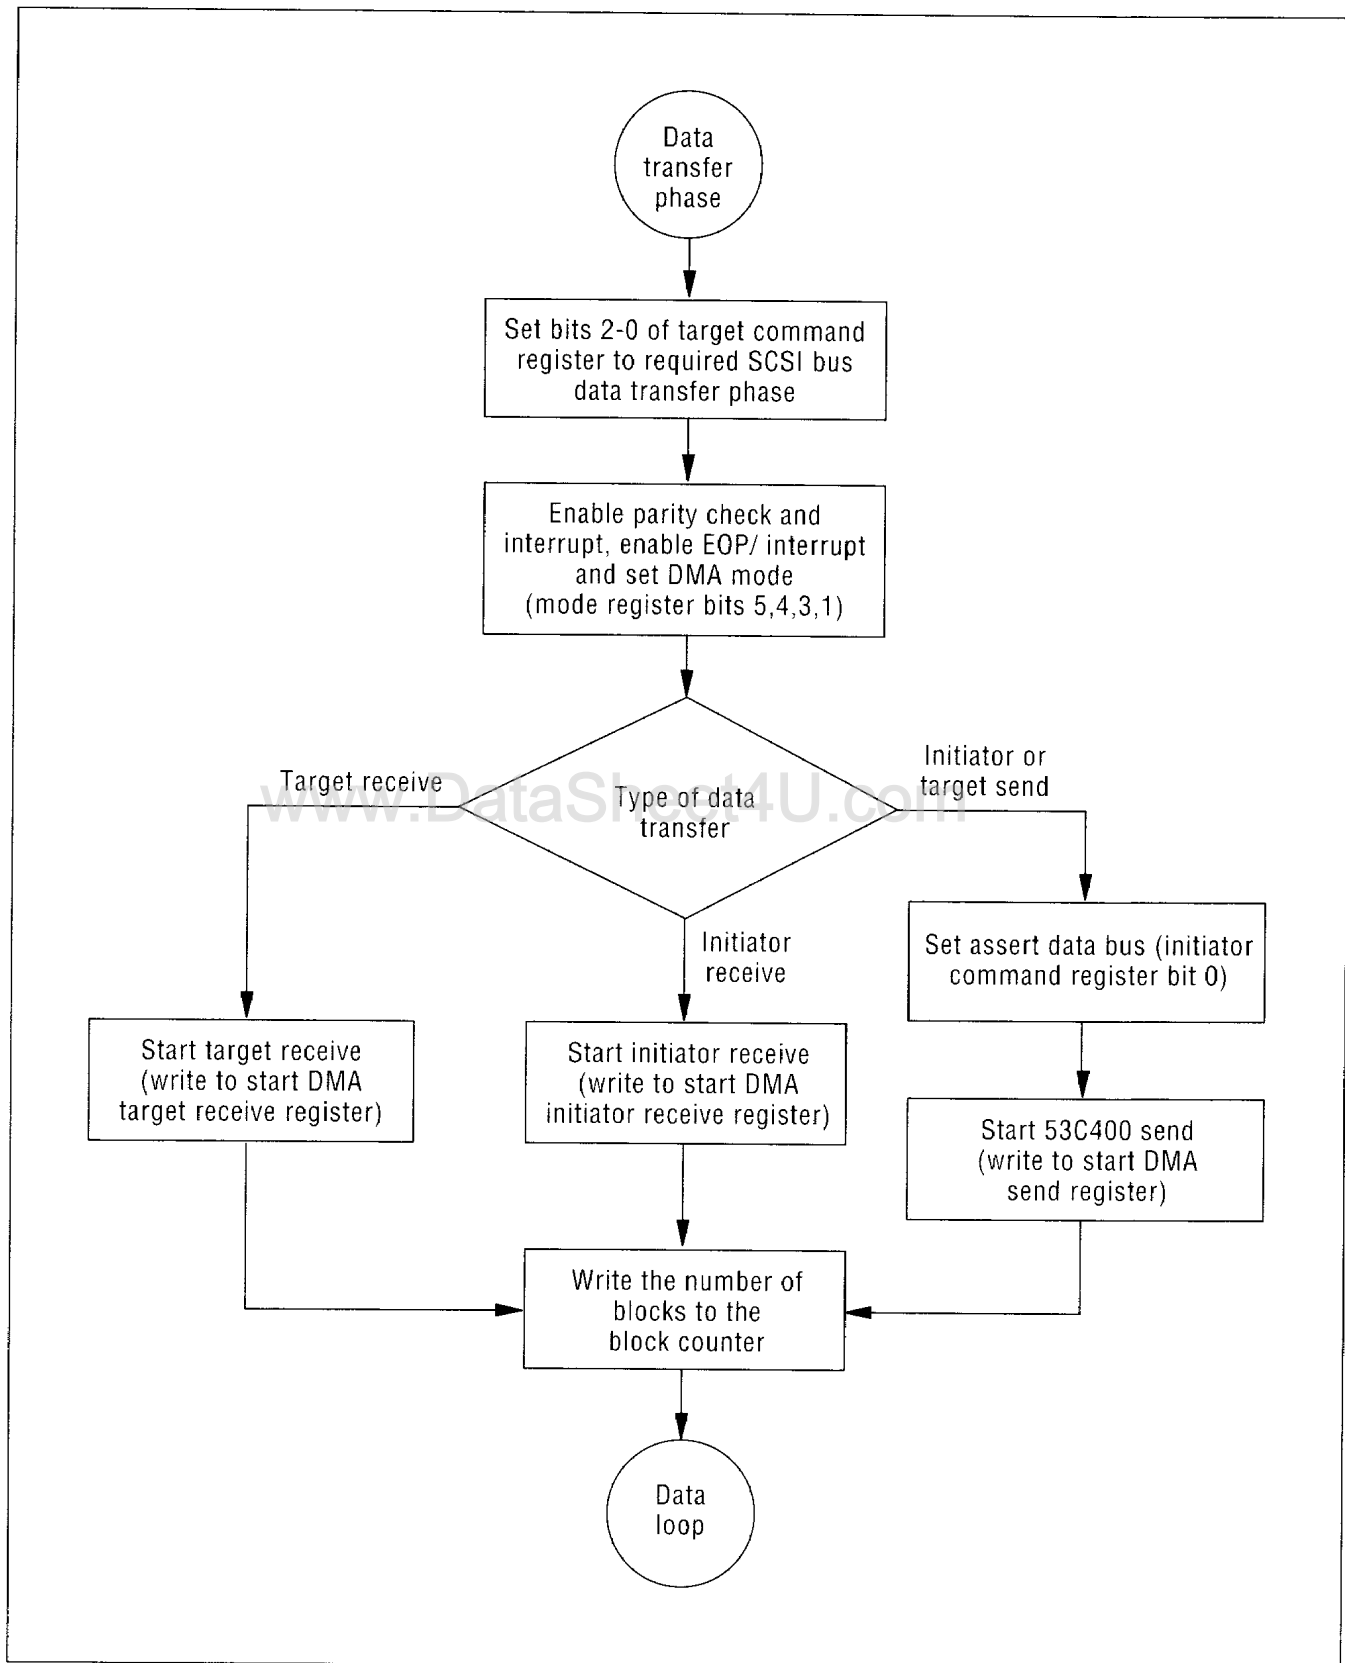 Data
transfer
phase
Set bits 2-0 of target command
register to required SCSI bus
data transfer phase
Enable parity check and
interrupt, enable EOP/ interrupt
and set DMA mode
(mode register bits 5,4,3,1)
Type of data
transfer
Target receive
Initiator
receive
Initiator or
target send
www.DataSheet4U.com
Start target receive
(write to start DMA
target receive register)
Start initiator receive
(write to start DMA
initiator receive register)
Set assert data bus (initiator
command register bit 0)
Start 53C400 send
(write to start DMA
send register)
Write the number of
blocks to the
block counter
Data
loop